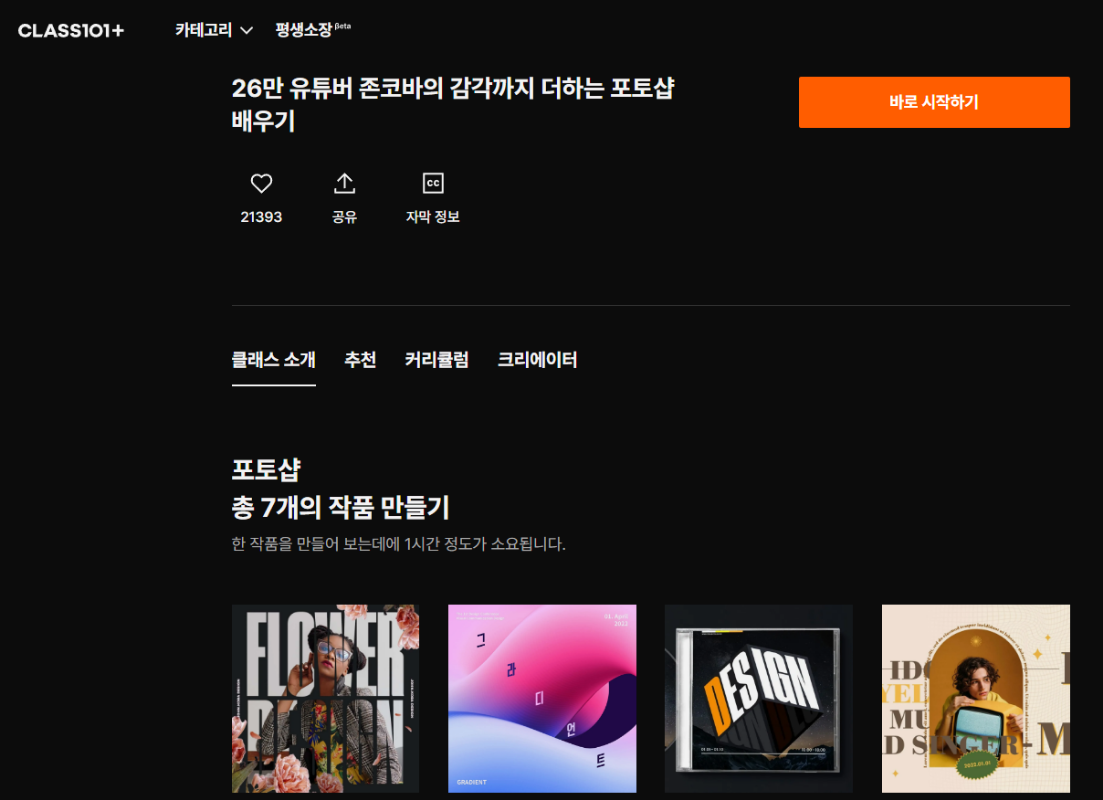 CLASS101+
카테고리
평생소장 Beta
26만 유튜버 존코바의 감각까지 더하는 포토샵
배우기
바로 시작하기
21393
공유
CC
자막 정보
클래스 소개
추천
커리큘럼
크리에이터
포토샵
총 7개의 작품 만들기
한 작품을 만들어 보는데에 1시간 정도가 소요됩니다.
FLOWER
DESIGN
01. April
2022
그
라
디
언
트
GRADIENT
DESIGN
YEL
MU
D SINGER-M
2022.01.01